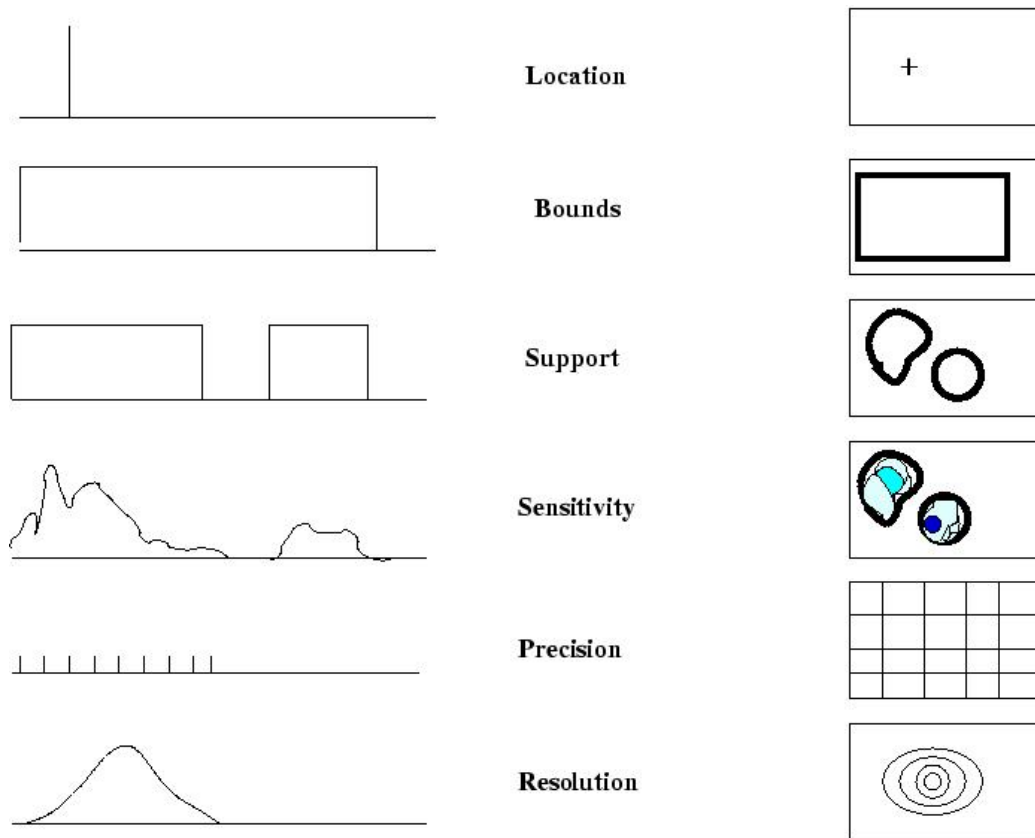 Location
Bounds
Support
Sensitivity
Precision
Resolution